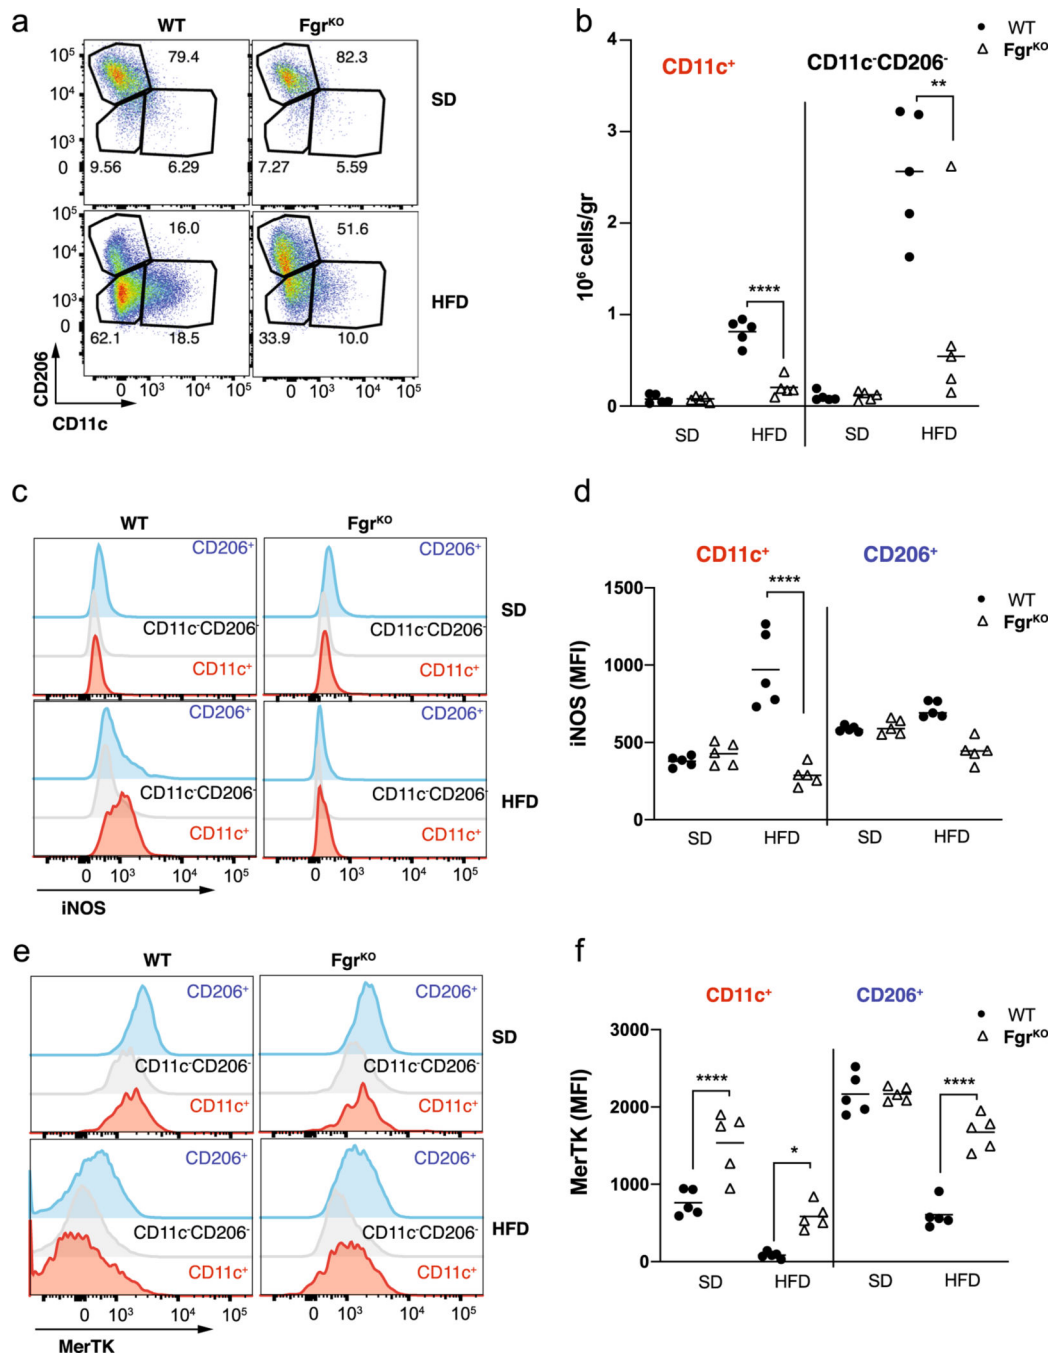 a
WT
Fgr^KO
10^5
10^4
10^3
0
79.4
9.56
6.29
82.3
7.27
5.59
SD
10^5
10^4
10^3
0
16.0
62.1
18.5
51.6
33.9
10.0
HFD
0 10^3 10^4 10^5
0 10^3 10^4 10^5
CD206
CD11c
b
● WT
△ Fgr^KO
CD11c+
CD11c-CD206-
10^6 cells/gr
4
3
2
1
0
****
**
SD HFD SD HFD
c
WT
Fgr^KO
CD206+
CD11c-CD206-
CD11c+
CD206+
CD11c-CD206-
CD11c+
SD
CD206+
CD11c-CD206-
CD11c+
CD206+
CD11c-CD206-
CD11c+
HFD
0 10^3 10^4 10^5
0 10^3 10^4 10^5
iNOS
d
CD11c+
CD206+
● WT
△ Fgr^KO
iNOS (MFI)
1500
1000
500
0
****
SD HFD SD HFD
e
WT
Fgr^KO
CD206+
CD11c-CD206-
CD11c+
CD206+
CD11c-CD206-
CD11c+
SD
CD206+
CD11c-CD206-
CD11c+
CD206+
CD11c-CD206-
CD11c+
HFD
0 10^3 10^4 10^5
0 10^3 10^4 10^5
MerTK
f
CD11c+
CD206+
● WT
△ Fgr^KO
MerTK (MFI)
3000
2000
1000
0
****
*
****
SD HFD SD HFD